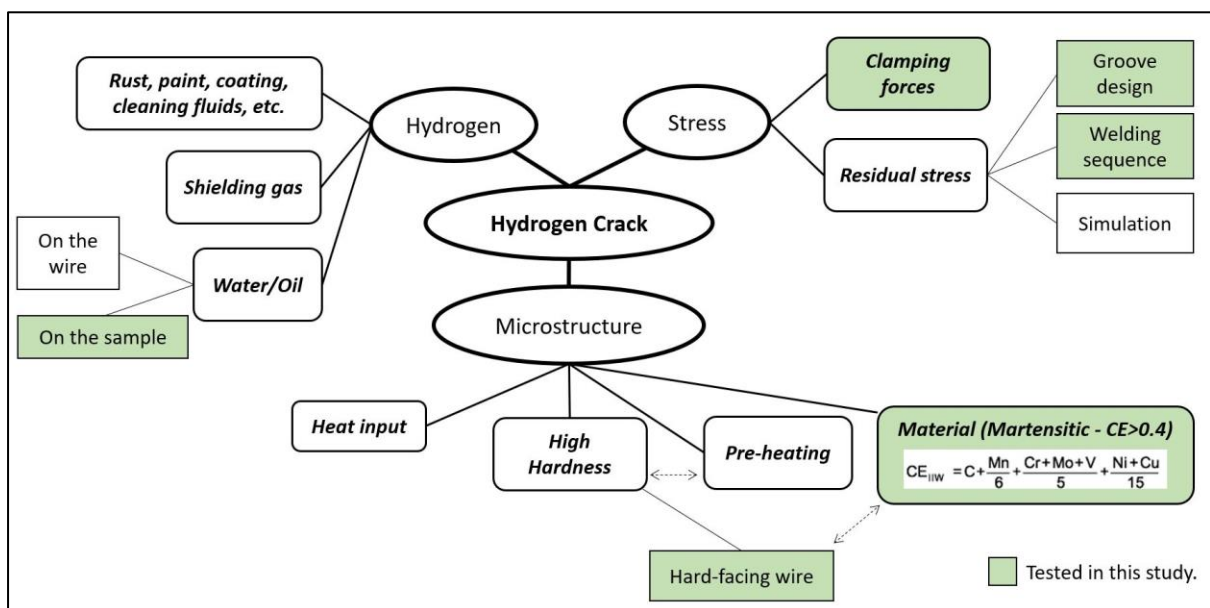 Rust, paint, coating,
cleaning fluids, etc.
Hydrogen
Stress
Clamping
forces
Groove
design
Shielding gas
Residual stress
Welding
sequence
Hydrogen Crack
On the
wire
Water/Oil
Simulation
On the sample
Microstructure
Heat input
High
Hardness
Pre-heating
Material (Martensitic - CE>0.4)
CE_IIW = C+ Mn/6 + Cr+Mo+V/5 + Ni+Cu/15
Hard-facing wire
Tested in this study.